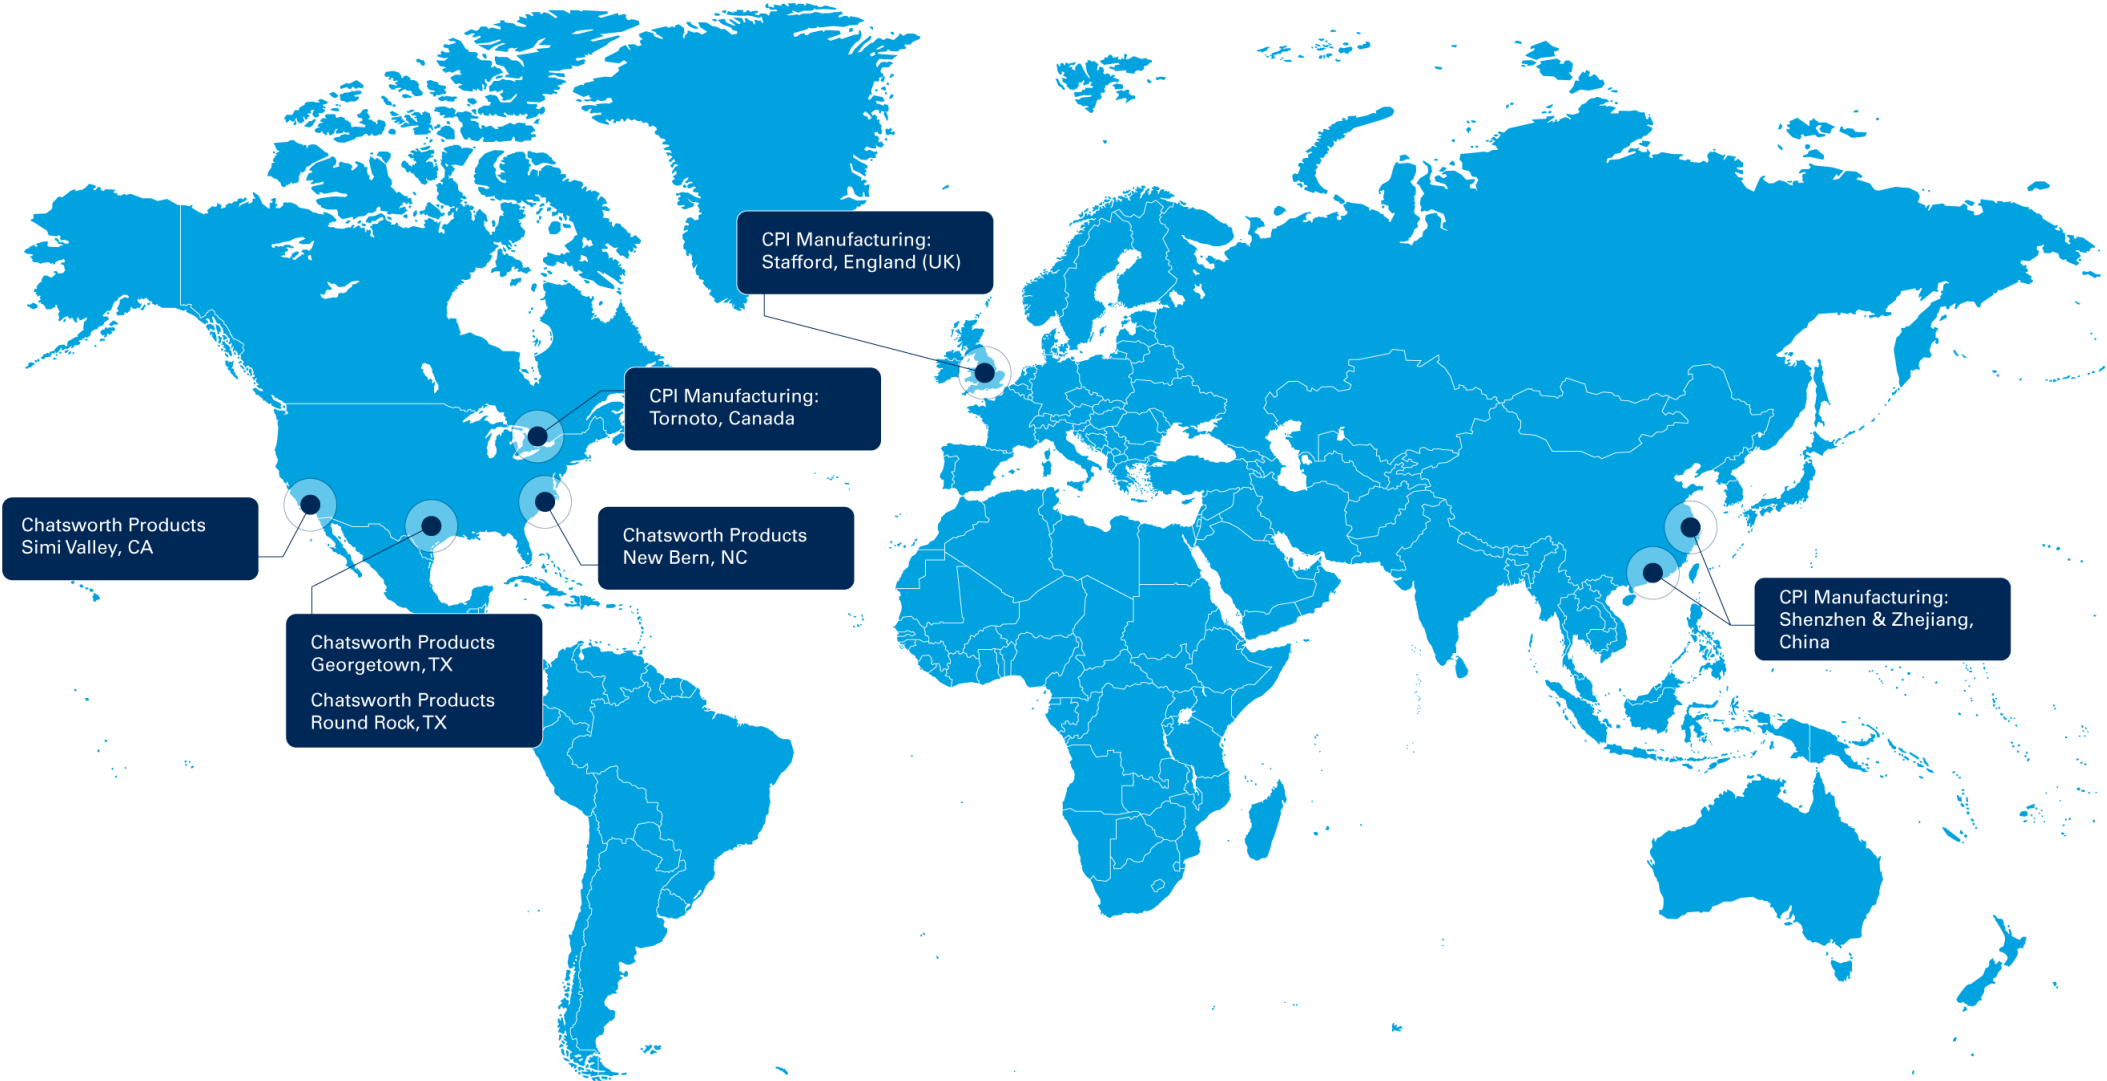 CPI Manufacturing:
Stafford, England (UK)
CPI Manufacturing:
Tornoto, Canada
Chatsworth Products
Simi Valley, CA
Chatsworth Products
New Bern, NC
Chatsworth Products
Georgetown, TX
Chatsworth Products
Round Rock, TX
CPI Manufacturing:
Shenzhen & Zhejiang,
China